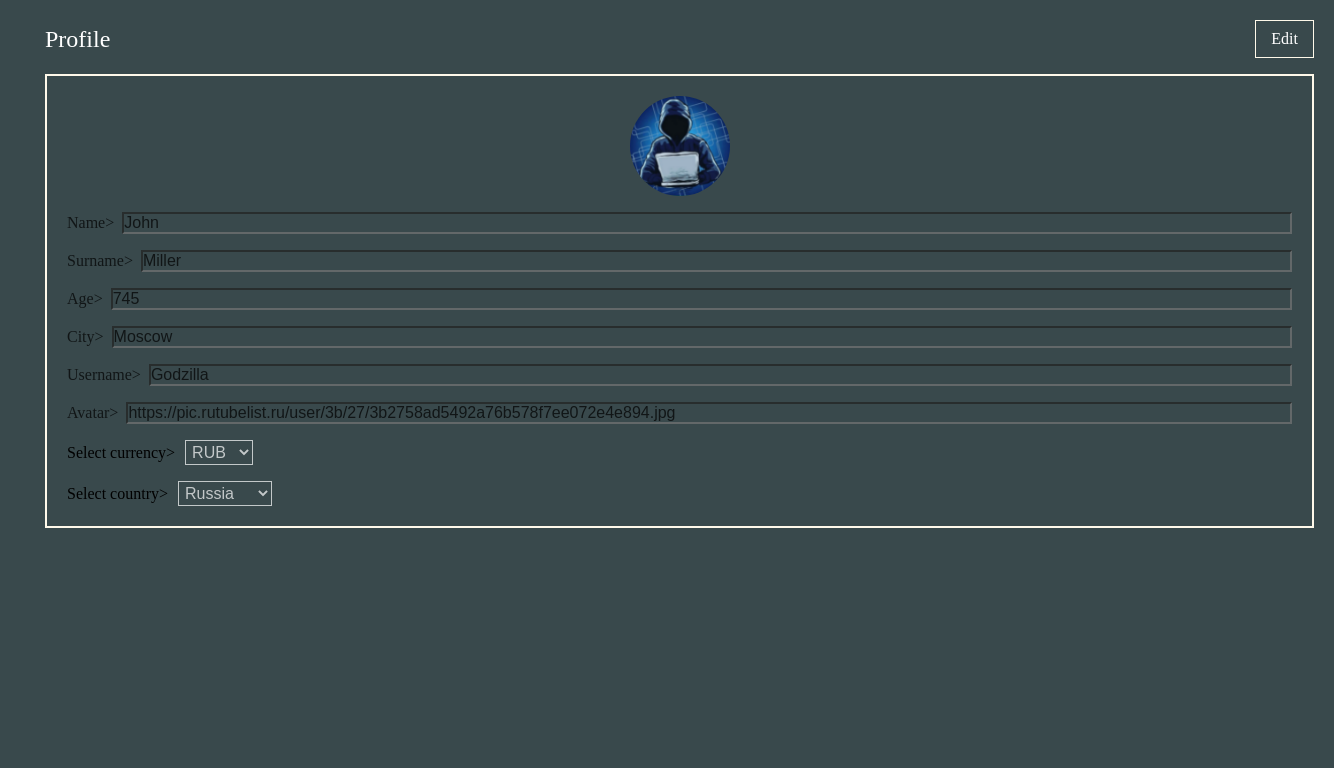 Profile
Edit
Name> John
Surname> Miller
Age> 745
City> Moscow
Username> Godzilla
Avatar> https://pic.rutubelist.ru/user/3b/27/3b2758ad5492a76b578f7ee072e4e894.jpg
Select currency> RUB
Select country> Russia